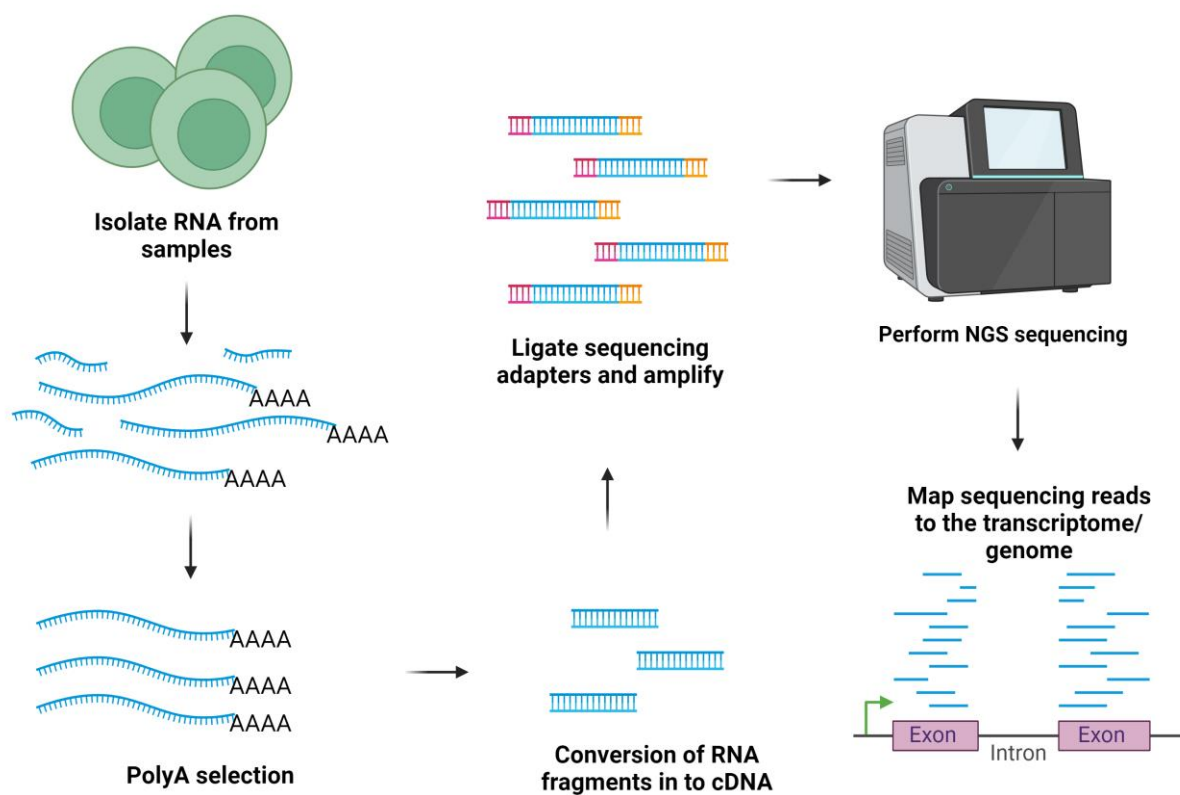 Isolate RNA from
samples
AAAA
AAAA
AAAA
AAAA
AAAA
AAAA
PolyA selection
Conversion of RNA
fragments in to cDNA
Ligate sequencing
adapters and amplify
Perform NGS sequencing
Map sequencing reads
to the transcriptome/
genome
Exon
Intron
Exon